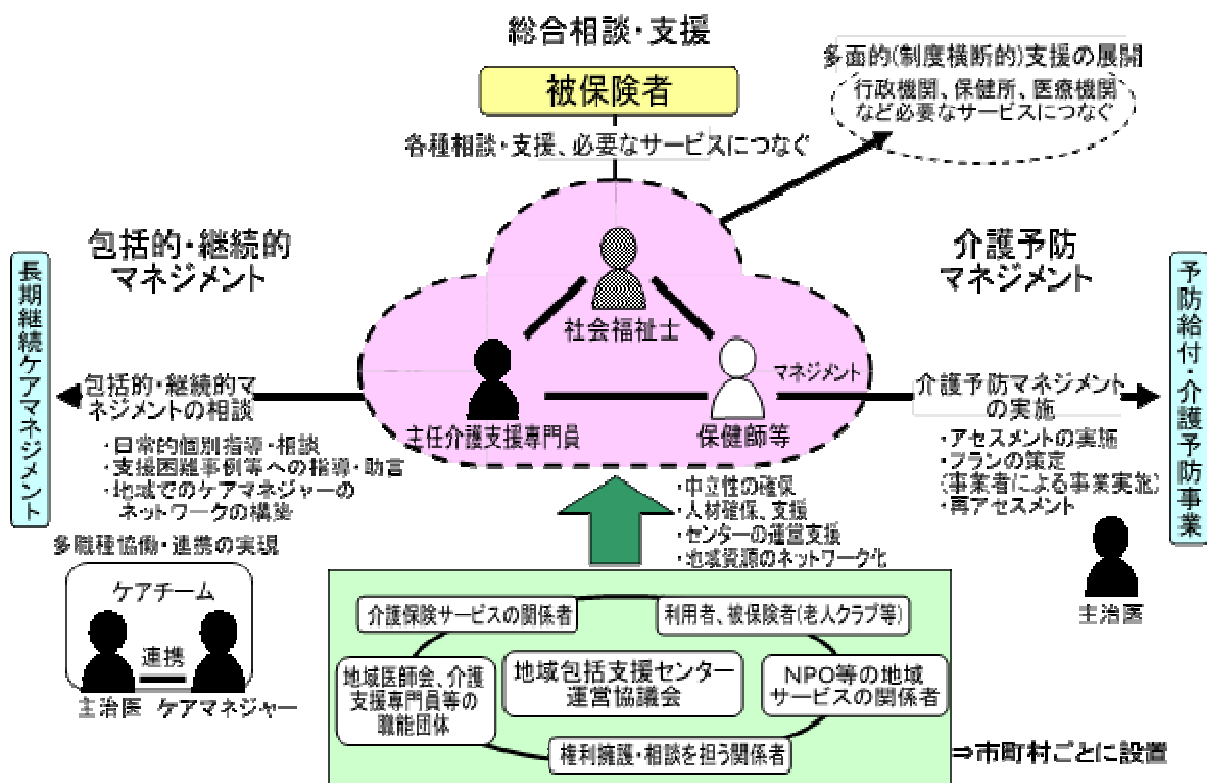 総合相談・支援
被保険者
各種相談・支援、必要なサービスにつなぐ
多面的(制度横断的)支援の展開
行政機関、保健所、医療機関
など必要なサービスにつなぐ
包括的・継続的
マネジメント
介護予防
マネジメント
長期継続ケアマネジメント
予防給付・介護予防事業
社会福祉士
主任介護支援専門員
保健師等
マネジメント
包括的・継続的マ
ネジメントの相談
・日常的個別指導・相談
・支援困難事例等への指導・助言
・地域でのケアマネジャーの
ネットワークの構築
多職種協働・連携の実現
ケアチーム
連携
主治医 ケアマネジャー
介護予防マネジメント
の実施
・アセスメントの実施
・プランの策定
(事業者による事業実施)
・再アセスメント
主治医
・中立性の確保
・人材確保、支援
・センターの運営支援
・地域資源のネットワーク化
介護保険サービスの関係者
利用者、被保険者(老人クラブ等)
地域医師会、介護
支援専門員等の
職能団体
地域包括支援センター
運営協議会
NPO等の地域
サービスの関係者
権利擁護・相談を担う関係者
⇒市町村ごとに設置